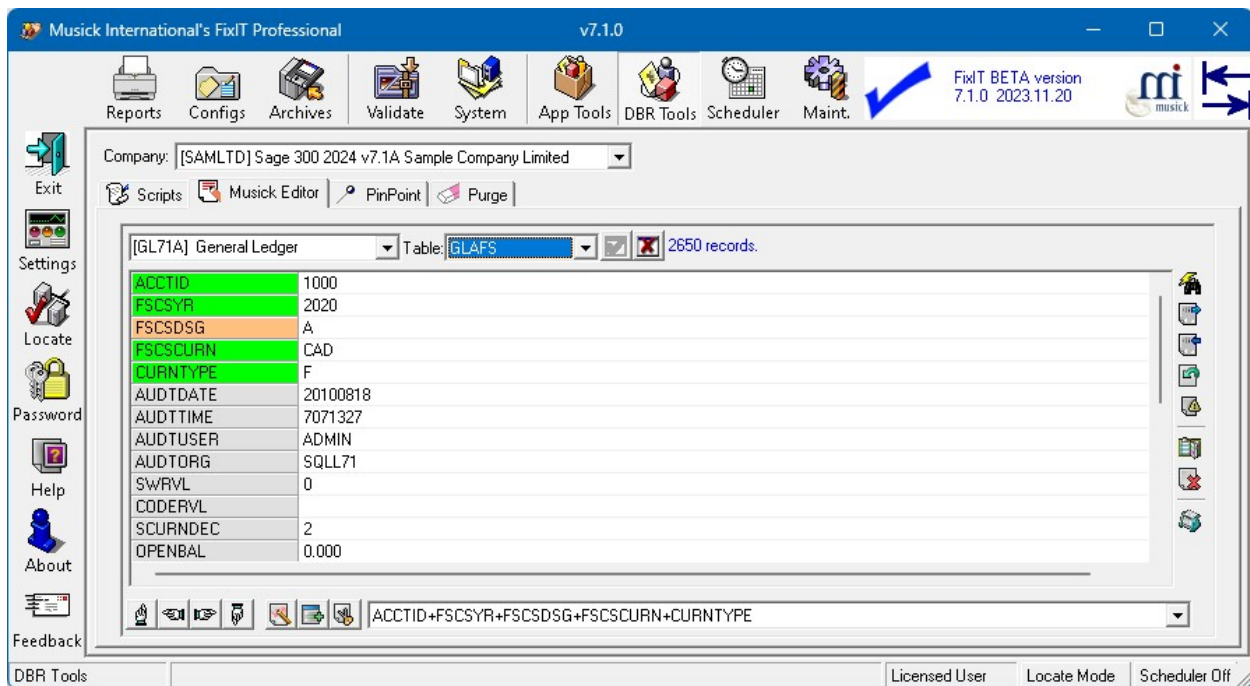 Musick International's FixIT Professional v7.1.0
Reports Configs Archives Validate System App Tools DBR Tools Scheduler Maint.
FixIT BETA version
7.1.0 2023.11.20
mi
musick
Exit
Settings
Locate
Password
Help
About
Feedback
Company: [SAMLTD] Sage 300 2024 v7.1A Sample Company Limited
Scripts Musick Editor PinPoint Purge
[GL71A] General Ledger Table: GLAFS 2650 records.
ACCTID 1000
FSCSYR 2020
FSCSDSG A
FSCSCURN CAD
CURNTYPE F
AUDTDATE 20100818
AUDTTIME 7071327
AUDTUSER ADMIN
AUDTORG SQLL71
SWRVL 0
CODERVL
SCURNDEC 2
OPENBAL 0.000
ACCTID+FSCSYR+FSCSDSG+FSCSCURN+CURNTYPE
DBR Tools Licensed User Locate Mode Scheduler Off